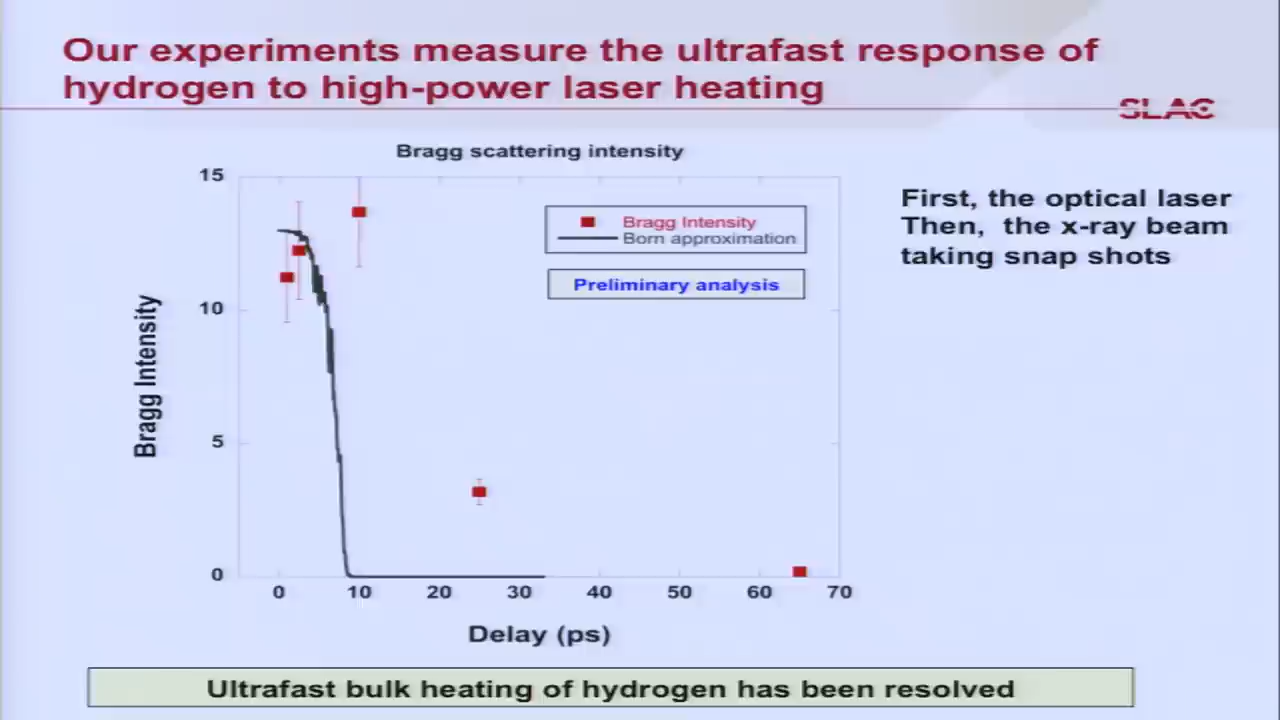 Our experiments measure the ultrafast response of
hydrogen to high-power laser heating
SLAC
Bragg scattering intensity
15
10
5
0
Bragg Intensity
Bragg Intensity
Born approximation
Preliminary analysis
First, the optical laser
Then, the x-ray beam
taking snap shots
0 10 20 30 40 50 60 70
Delay (ps)
Ultrafast bulk heating of hydrogen has been resolved